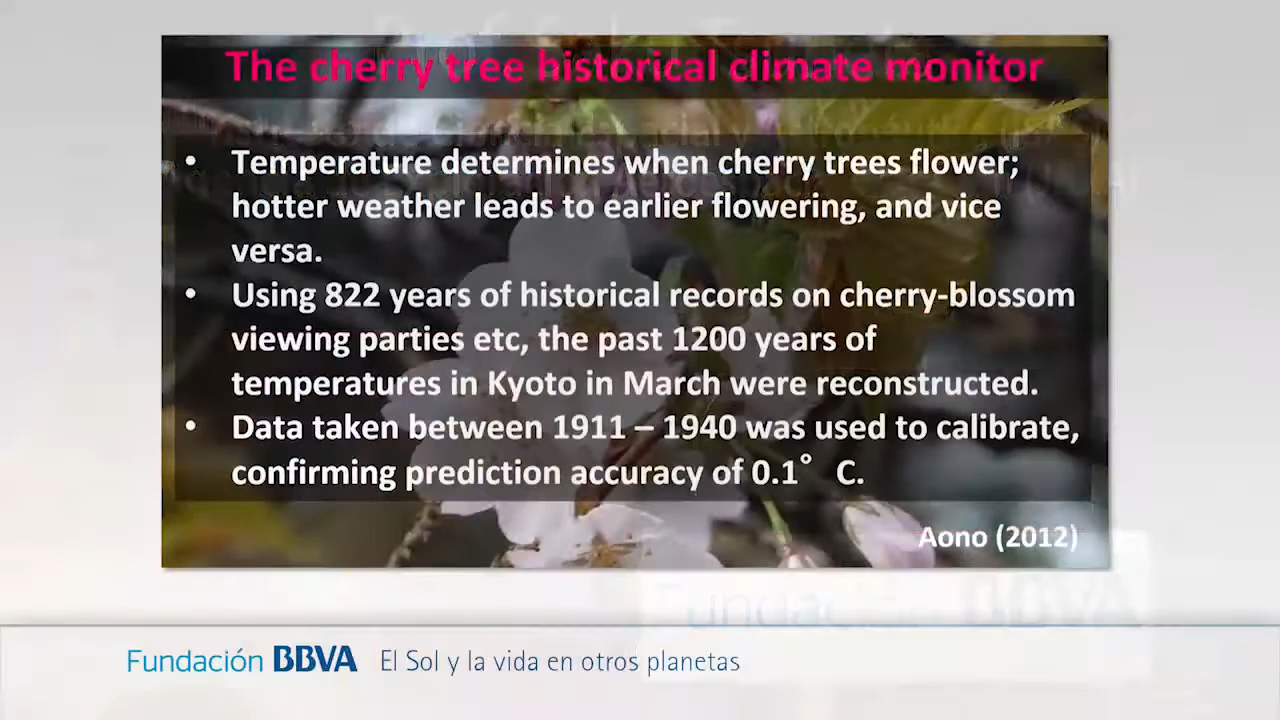 The cherry tree historical climate monitor
• Temperature determines when cherry trees flower;
hotter weather leads to earlier flowering, and vice
versa.
• Using 822 years of historical records on cherry-blossom
viewing parties etc, the past 1200 years of
temperatures in Kyoto in March were reconstructed.
• Data taken between 1911 – 1940 was used to calibrate,
confirming prediction accuracy of 0.1° C.
Aono (2012)
Fundación BBVA
Fundación BBVA El Sol y la vida en otros planetas